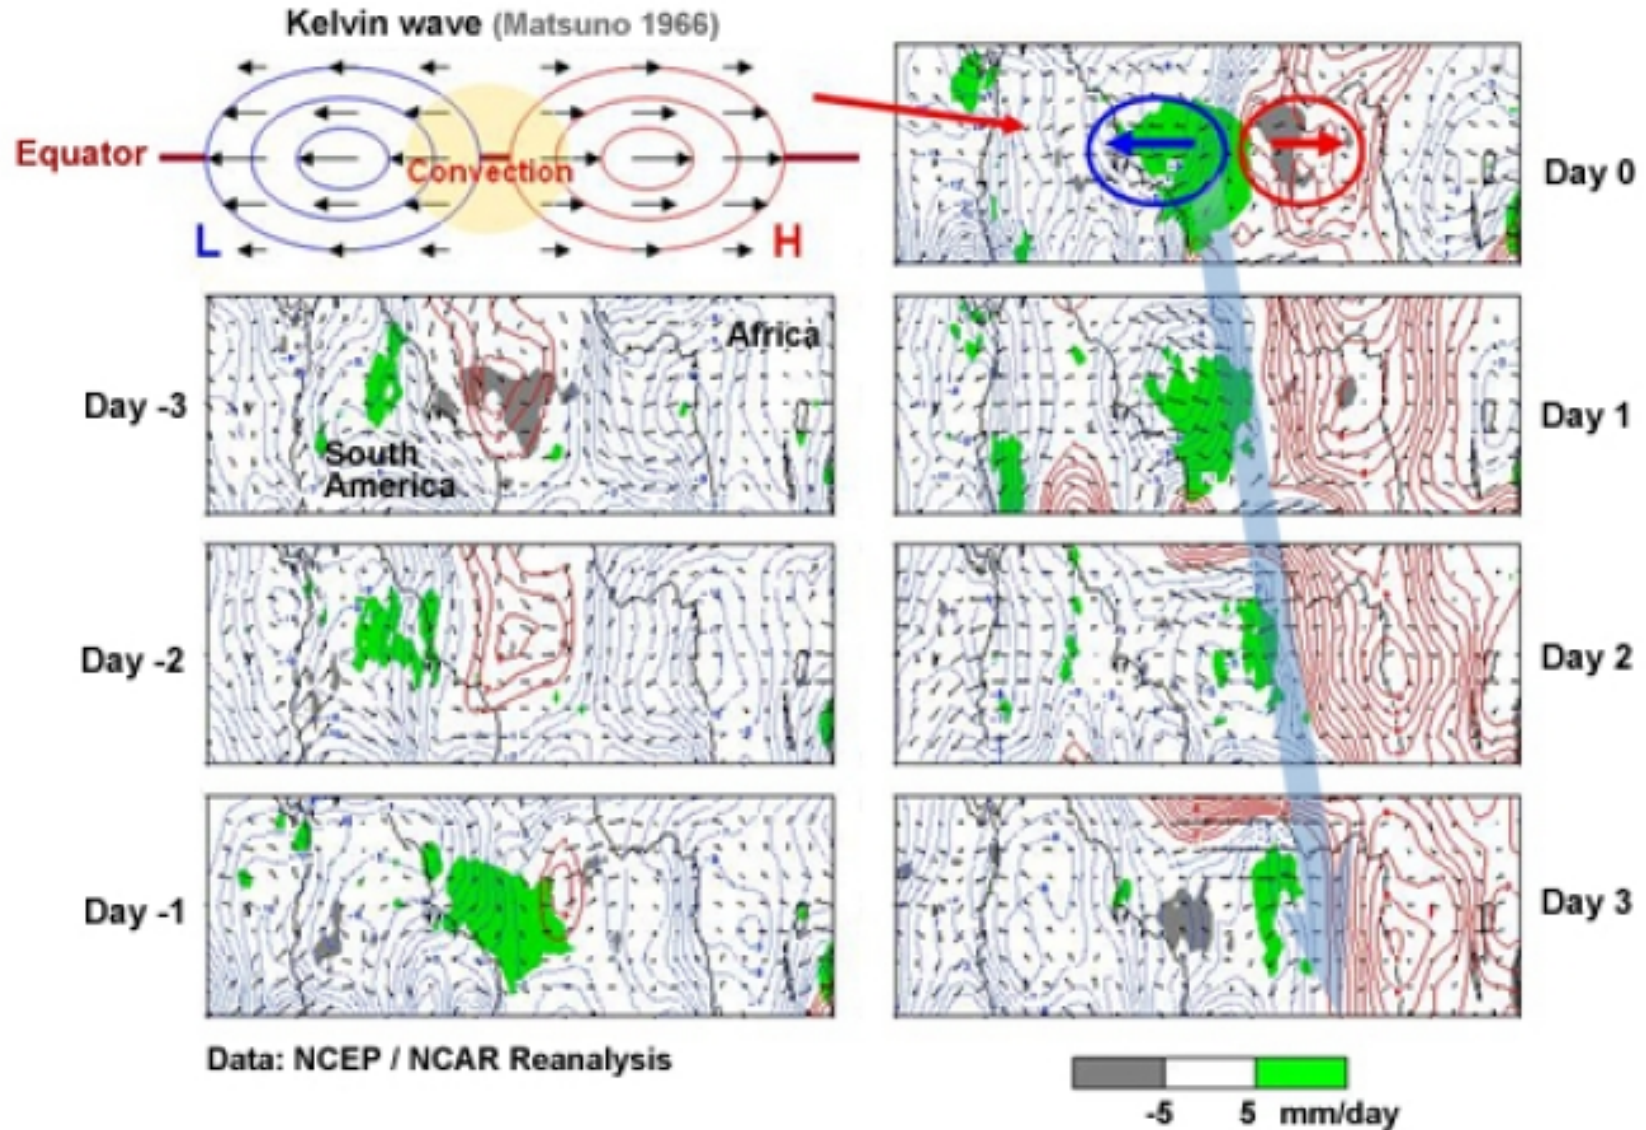 Kelvin wave (Matsuno 1966)
Equator
Convection
L
H
Day 0
Day -3
Africa
South
America
Day 1
Day -2
Day 2
Day -1
Day 3
Data: NCEP / NCAR Reanalysis
-5 5 mm/day